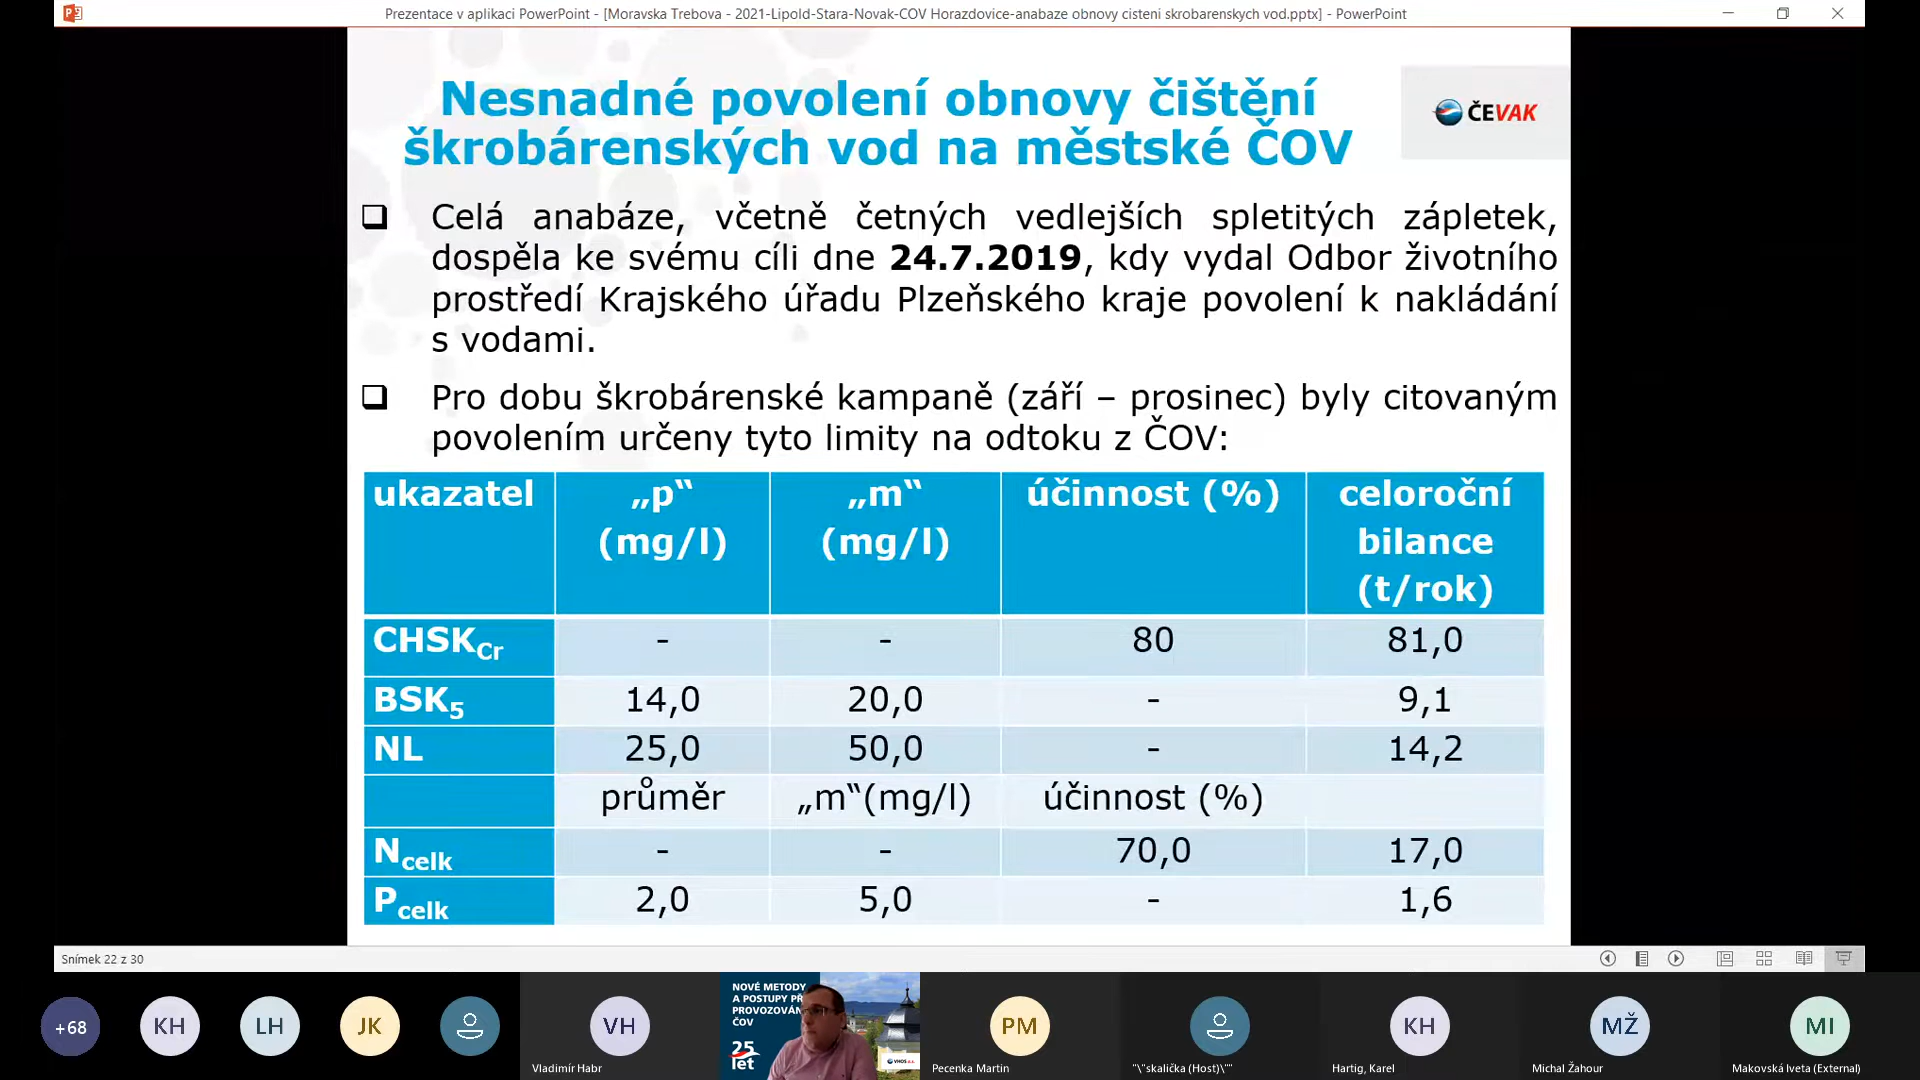 Prezentace v aplikaci PowerPoint - [Moravska Trebova - 2021-Lipold-Stara-Novak-COV Horazdovice-anabaze obnovy cisteni skrobarenskych vod.pptx] - PowerPoint
Nesnadné povolení obnovy čištění
škrobárenských vod na městské ČOV
ČEVAK
Celá anabáze, včetně četných vedlejších spletitých zápletek,
dospěla ke svému cíli dne 24.7.2019, kdy vydal Odbor životního
prostředí Krajského úřadu Plzeňského kraje povolení k nakládání
s vodami.
Pro dobu škrobárenské kampaně (září – prosinec) byly citovaným
povolením určeny tyto limity na odtoku z ČOV:
ukazatel „p“ (mg/l) „m“ (mg/l) účinnost (%) celoroční bilance (t/rok)
CHSKCr - - 80 81,0
BSK5 14,0 20,0 - 9,1
NL 25,0 50,0 - 14,2
průměr „m“(mg/l) účinnost (%)
Ncelk - - 70,0 17,0
Pcelk 2,0 5,0 - 1,6
Snímek 22 z 30
+68 KH LH JK VH PM KH MŽ MI
NOVÉ METODY
A POSTUPY PŘ
PROVOZOVÁN
ČOV
25
let
VHOS a.s.
Vladimír Habr
Pecenka Martin
"\"skalička (Host)\""
Hartig, Karel
Michal Žahour
Makovská Iveta (External)